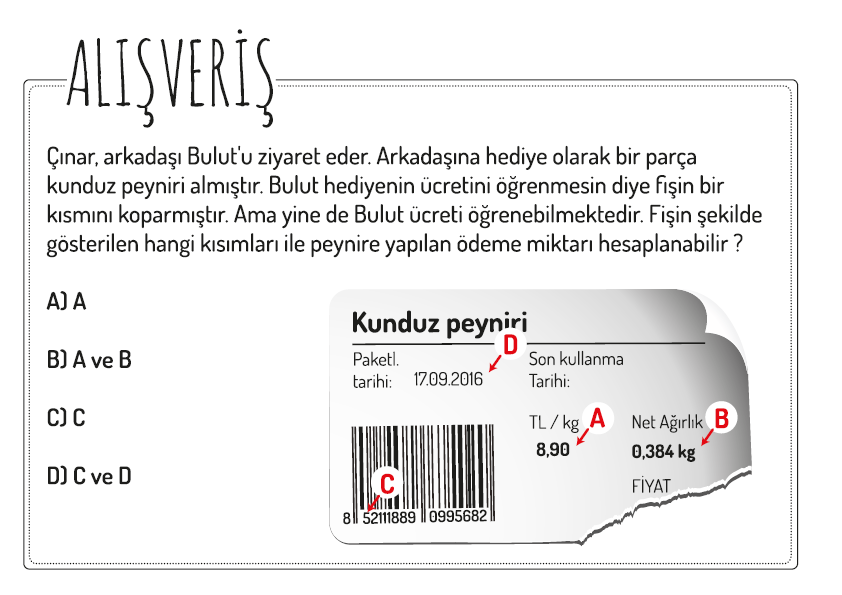 ALIŞVERİŞ
Çınar, arkadaşı Bulut'u ziyaret eder. Arkadaşına hediye olarak bir parça
kunduz peyniri almıştır. Bulut hediyenin ücretini öğrenmesin diye fişin bir
kısmını koparmıştır. Ama yine de Bulut ücreti öğrenebilmektedir. Fişin şekilde
gösterilen hangi kısımları ile peynire yapılan ödeme miktarı hesaplanabilir ?
A) A
B) A ve B
C) C
D) C ve D
Kunduz peyniri
Paketl.
tarihi: 17.09.2016
D
Son kullanma
Tarihi:
TL / kg
8,90
A
Net Ağırlık
0,384 kg
B
FİYAT
C
8 52111889 0995682